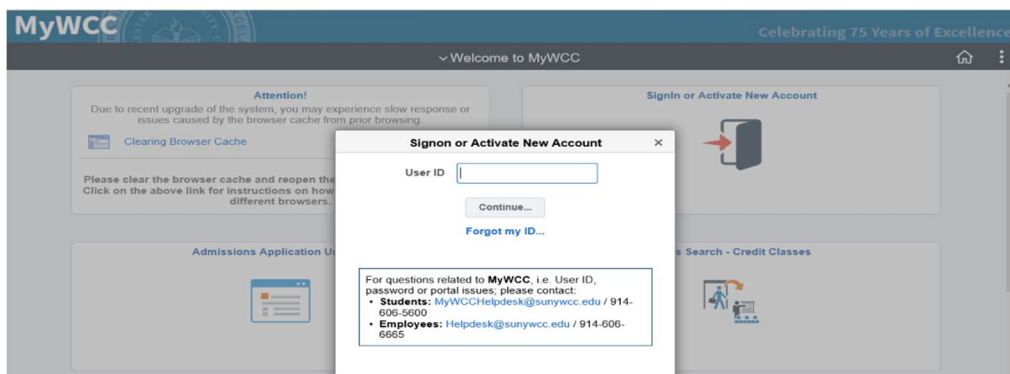 MyWCC
Celebrating 75 Years of Excellence
Welcome to MyWCC
Attention!
Due to recent upgrade of the system, you may experience slow response or
issues caused by the browser cache from prior browsing.
Clearing Browser Cache
Please clear the browser cache and reopen the
Click on the above link for instructions on how
different browsers.
SignIn or Activate New Account
Signon or Activate New Account
×
User ID
Continue...
Forgot my ID...
For questions related to MyWCC, i.e. User ID,
password or portal issues; please contact:
• Students: MyWCCHelpdesk@sunywcc.edu / 914-
606-5600
• Employees: Helpdesk@sunywcc.edu / 914-606-
6665
Admissions Application
Search - Credit Classes